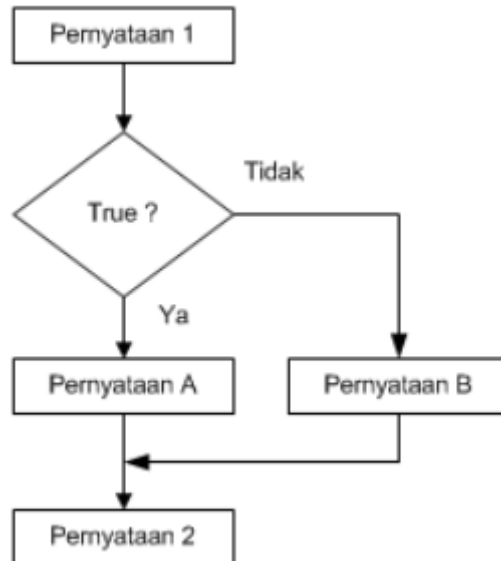 Pernyataan 1
Tidak
True ?
Ya
Pernyataan A
Pernyataan B
Pernyataan 2